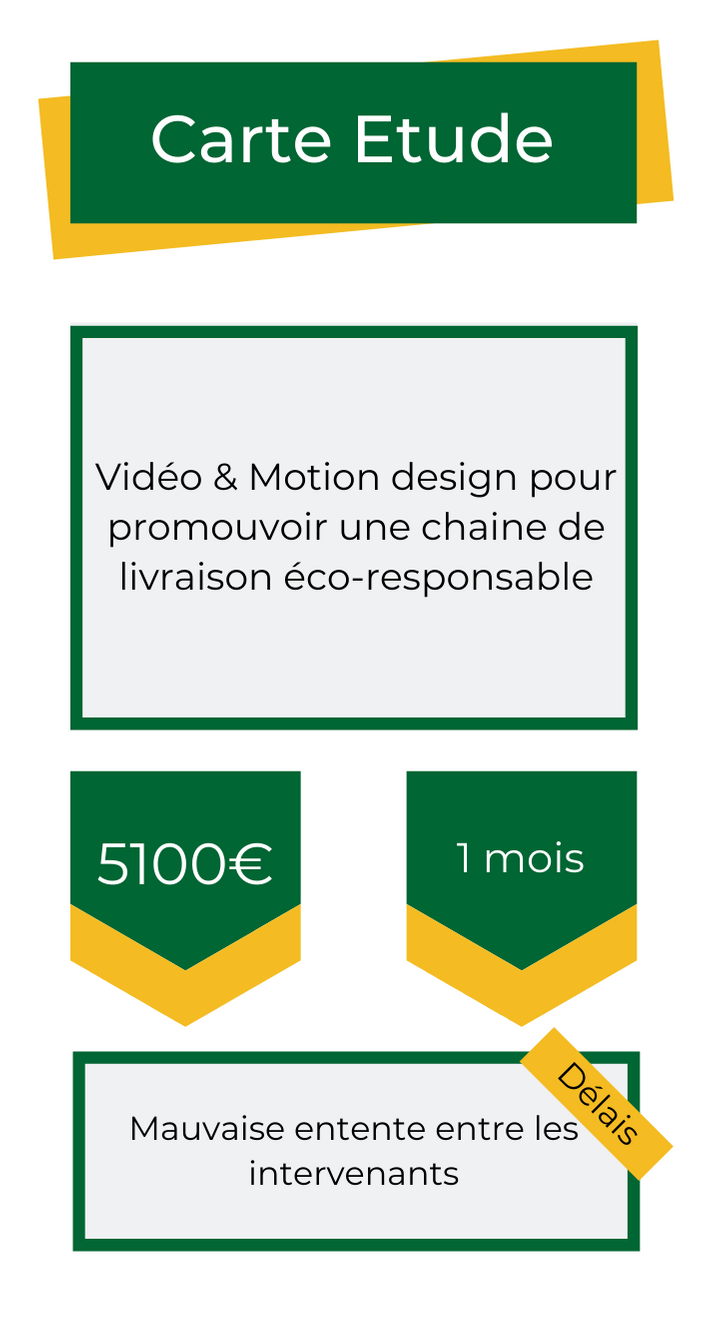 Carte Etude
Vidéo & Motion design pour
promouvoir une chaine de
livraison éco-responsable
5100€
1 mois
Délais
Mauvaise entente entre les
intervenants